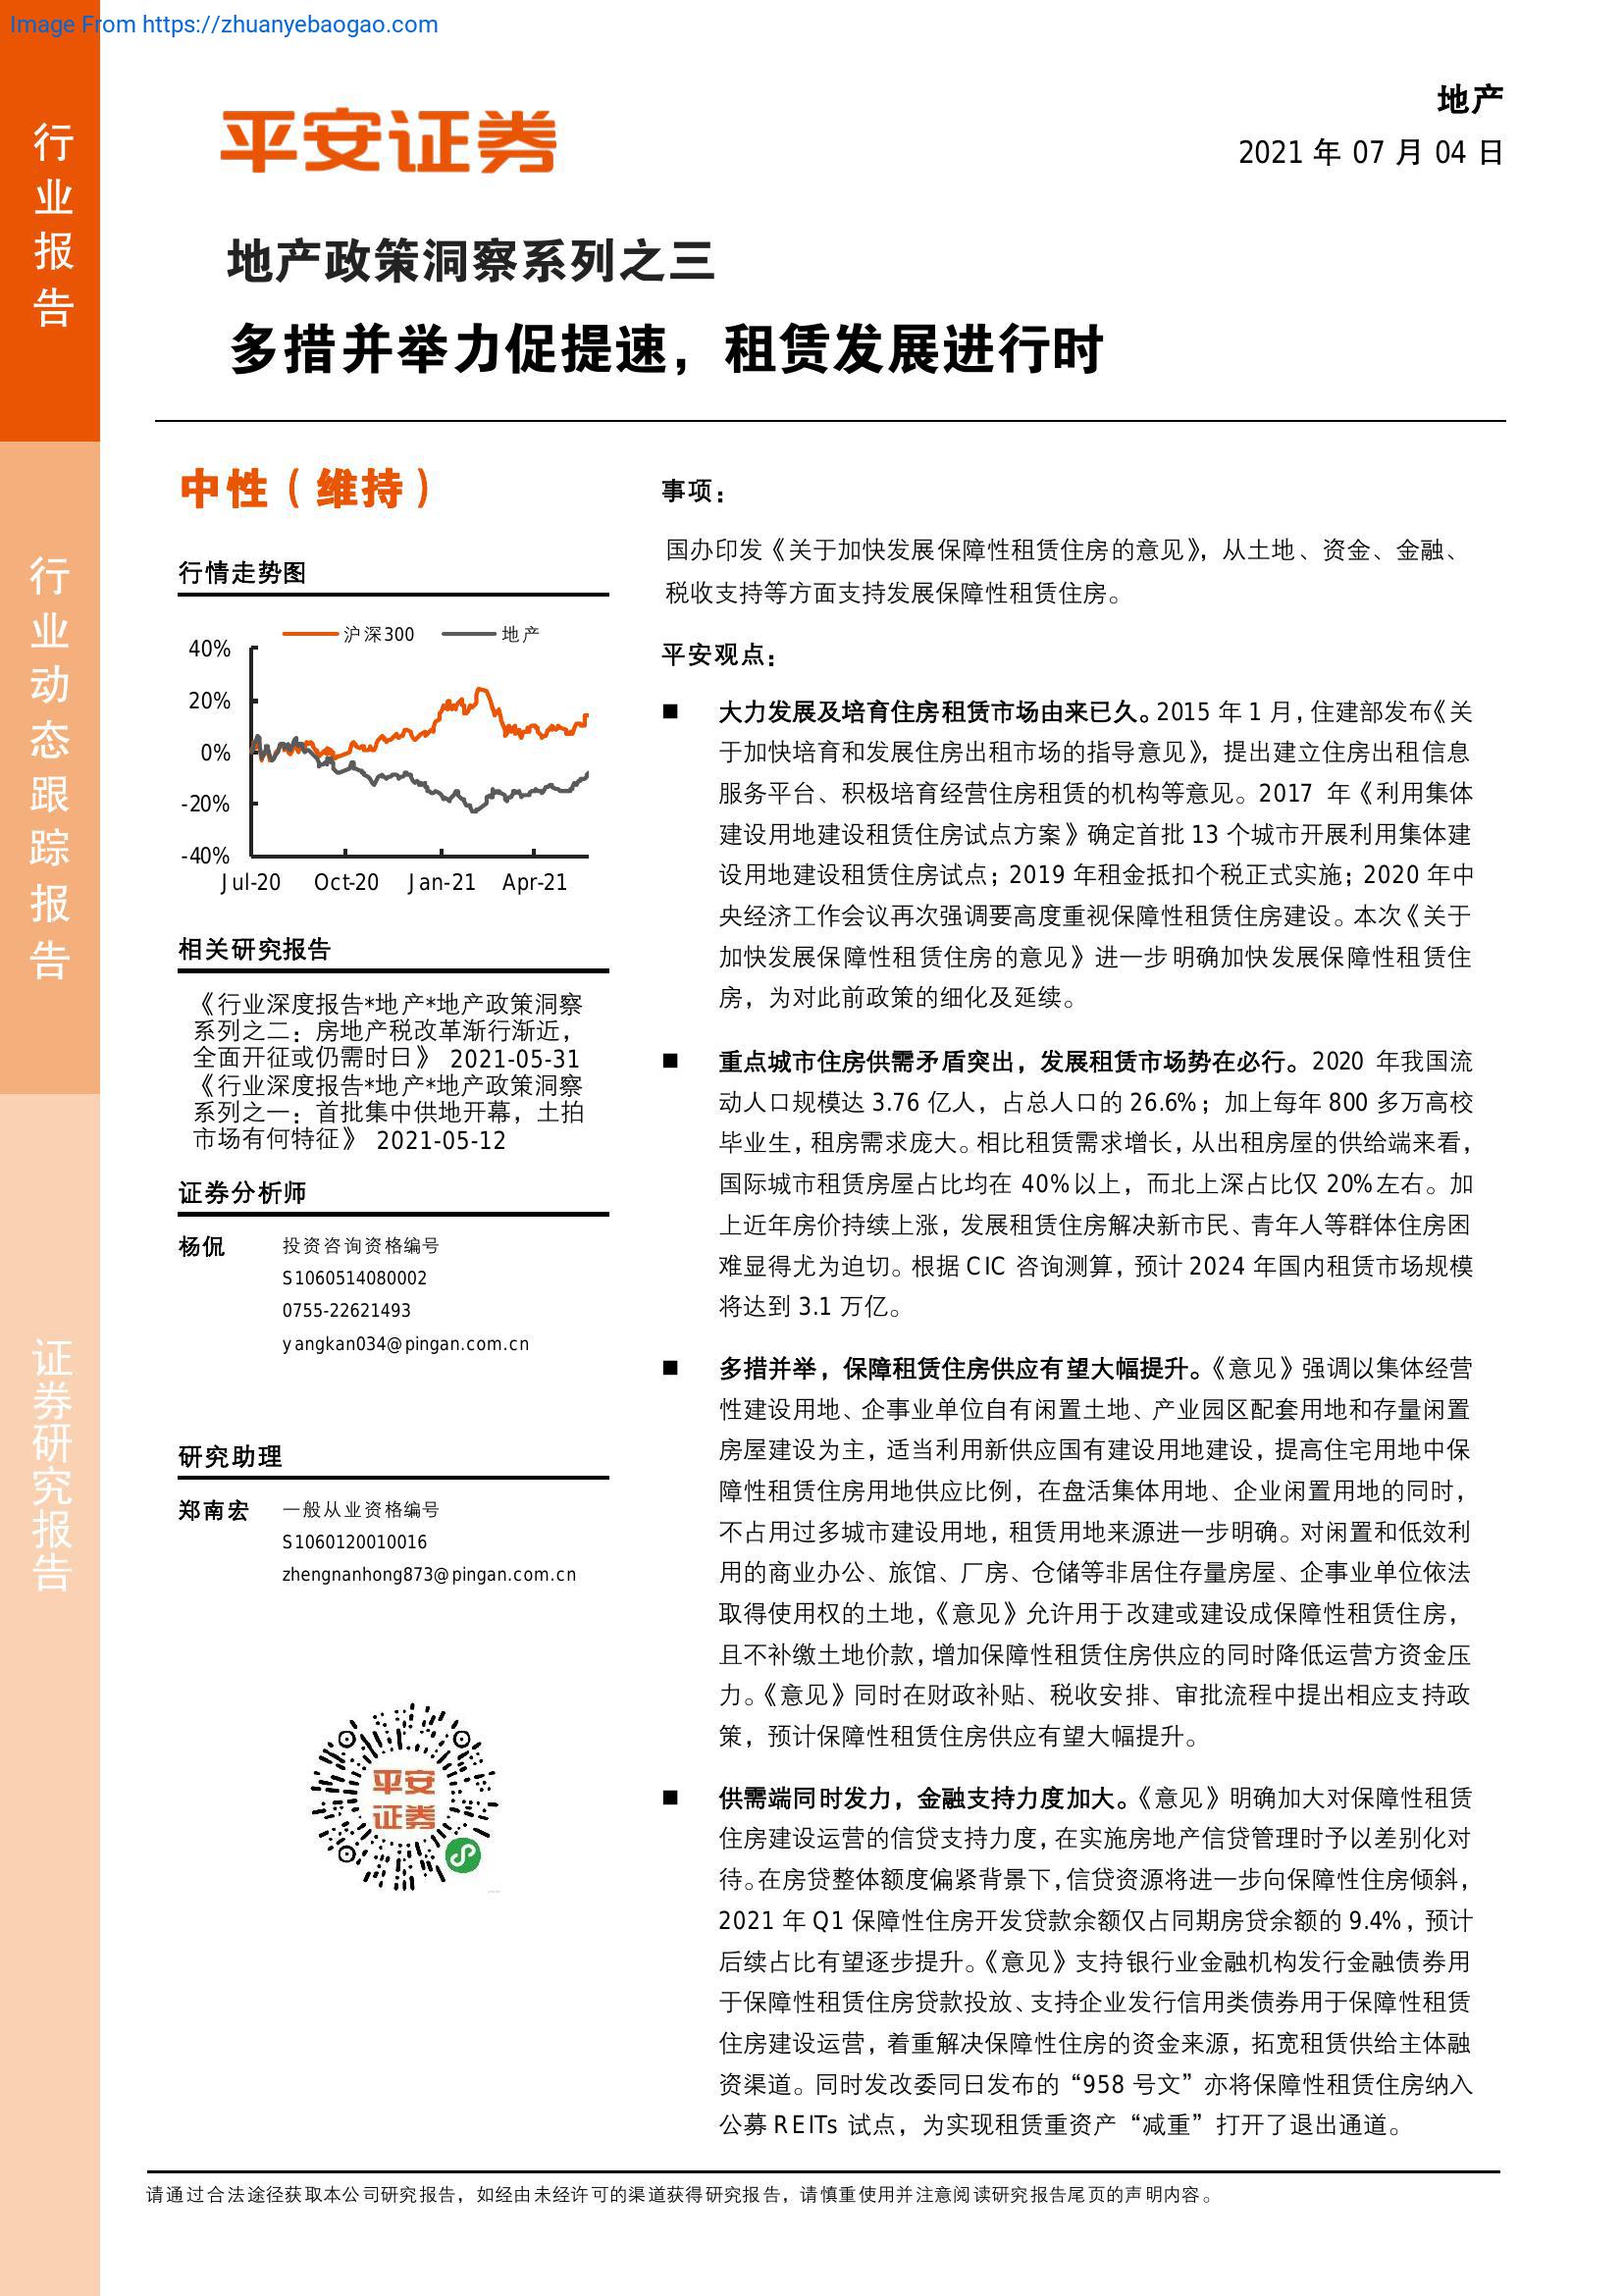 Image From https://zhuanyebaogao.com
行业报告
行业动态跟踪报告
证券研究报告
平安证券
地产
2021 年 07 月 04 日
地产政策洞察系列之三
多措并举力促提速，租赁发展进行时
中性（维持）
行情走势图
沪深300 地产
40%
20%
0%
-20%
-40%
Jul-20 Oct-20 Jan-21 Apr-21
相关研究报告
《行业深度报告*地产*地产政策洞察
系列之二：房地产税改革渐行渐近，
全面开征或仍需时日》 2021-05-31
《行业深度报告*地产*地产政策洞察
系列之一：首批集中供地开幕，土拍
市场有何特征》 2021-05-12
证券分析师
杨侃 投资咨询资格编号
S1060514080002
0755-22621493
yangkan034@pingan.com.cn
研究助理
郑南宏 一般从业资格编号
S1060120010016
zhengnanhong873@pingan.com.cn
平安
证券
事项：
国办印发《关于加快发展保障性租赁住房的意见》，从土地、资金、金融、
税收支持等方面支持发展保障性租赁住房。
平安观点：
■ 大力发展及培育住房租赁市场由来已久。2015 年 1 月，住建部发布《关
于加快培育和发展住房出租市场的指导意见》，提出建立住房出租信息
服务平台、积极培育经营住房租赁的机构等意见。2017 年《利用集体
建设用地建设租赁住房试点方案》确定首批 13 个城市开展利用集体建
设用地建设租赁住房试点；2019 年租金抵扣个税正式实施；2020 年中
央经济工作会议再次强调要高度重视保障性租赁住房建设。本次《关于
加快发展保障性租赁住房的意见》进一步明确加快发展保障性租赁住
房，为对此前政策的细化及延续。
■ 重点城市住房供需矛盾突出，发展租赁市场势在必行。2020 年我国流
动人口规模达 3.76 亿人，占总人口的 26.6%；加上每年 800 多万高校
毕业生，租房需求庞大。相比租赁需求增长，从出租房屋的供给端来看，
国际城市租赁房屋占比均在 40%以上，而北上深占比仅 20%左右。加
上近年房价持续上涨，发展租赁住房解决新市民、青年人等群体住房困
难显得尤为迫切。根据 CIC 咨询测算，预计 2024 年国内租赁市场规模
将达到 3.1 万亿。
■ 多措并举，保障租赁住房供应有望大幅提升。《意见》强调以集体经营
性建设用地、企事业单位自有闲置土地、产业园区配套用地和存量闲置
房屋建设为主，适当利用新供应国有建设用地建设，提高住宅用地中保
障性租赁住房用地供应比例，在盘活集体用地、企业闲置用地的同时，
不占用过多城市建设用地，租赁用地来源进一步明确。对闲置和低效利
用的商业办公、旅馆、厂房、仓储等非居住存量房屋、企事业单位依法
取得使用权的土地，《意见》允许用于改建或建设成保障性租赁住房，
且不补缴土地价款，增加保障性租赁住房供应的同时降低运营方资金压
力。《意见》同时在财政补贴、税收安排、审批流程中提出相应支持政
策，预计保障性租赁住房供应有望大幅提升。
■ 供需端同时发力，金融支持力度加大。《意见》明确加大对保障性租赁
住房建设运营的信贷支持力度，在实施房地产信贷管理时予以差别化对
待。在房贷整体额度偏紧背景下，信贷资源将进一步向保障性住房倾斜，
2021 年 Q1 保障性住房开发贷款余额仅占同期房贷余额的 9.4%，预计
后续占比有望逐步提升。《意见》支持银行业金融机构发行金融债券用
于保障性租赁住房贷款投放、支持企业发行信用类债券用于保障性租赁
住房建设运营，着重解决保障性住房的资金来源，拓宽租赁供给主体融
资渠道。同时发改委同日发布的“958 号文”亦将保障性租赁住房纳入
公募 REITs 试点，为实现租赁重资产“减重”打开了退出通道。
请通过合法途径获取本公司研究报告，如经由未经许可的渠道获得研究报告，请慎重使用并注意阅读研究报告尾页的声明内容。